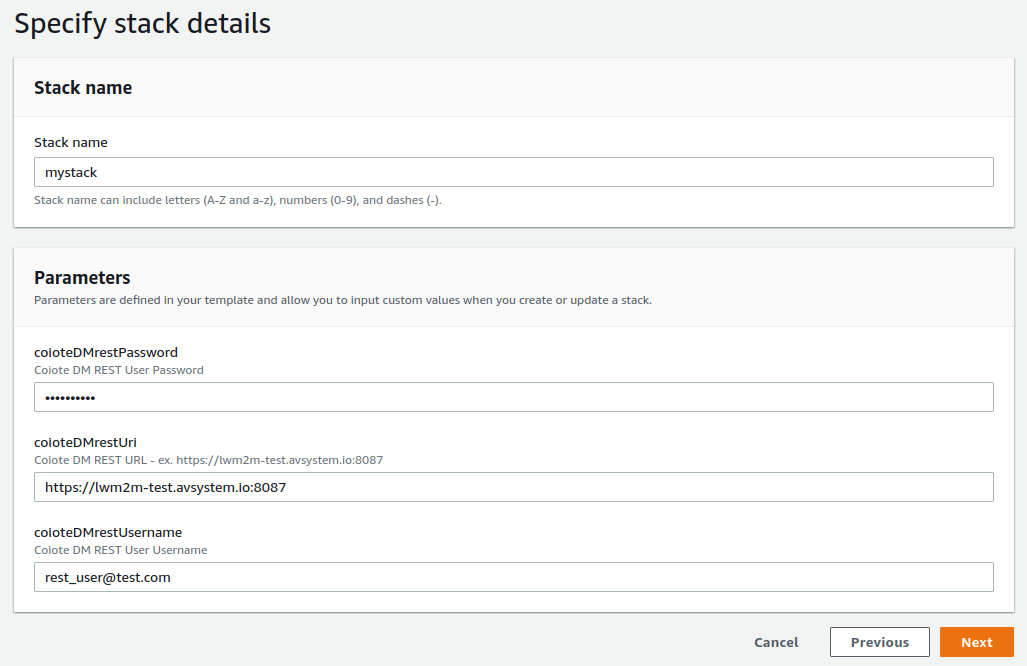 Specify stack details
Stack name
Stack name
mystack
Stack name can include letters (A-Z and a-z), numbers (0-9), and dashes (-).
Parameters
Parameters are defined in your template and allow you to input custom values when you create or update a stack.
coioteDMrestPassword
Coiote DM REST User Password
••••••••••
coioteDMrestUri
Coiote DM REST URL - ex. https://lwm2m-test.avsystem.io:8087
https://lwm2m-test.avsystem.io:8087
coioteDMrestUsername
Coiote DM REST User Username
rest_user@test.com
Cancel Previous Next